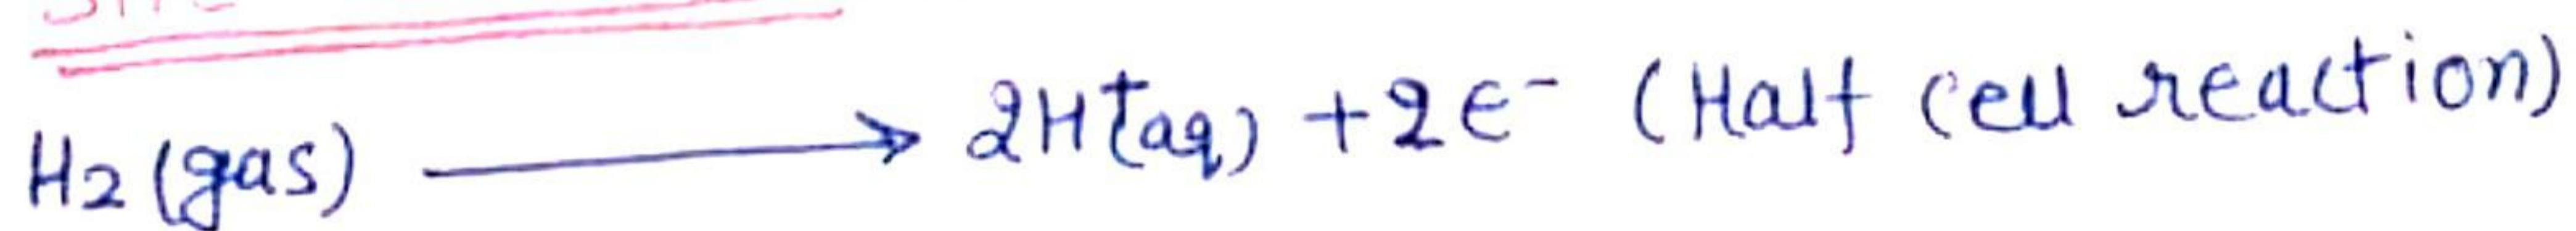 H2 (gas) ⟶ 2H⁺(aq) + 2e⁻ (Half cell reaction)